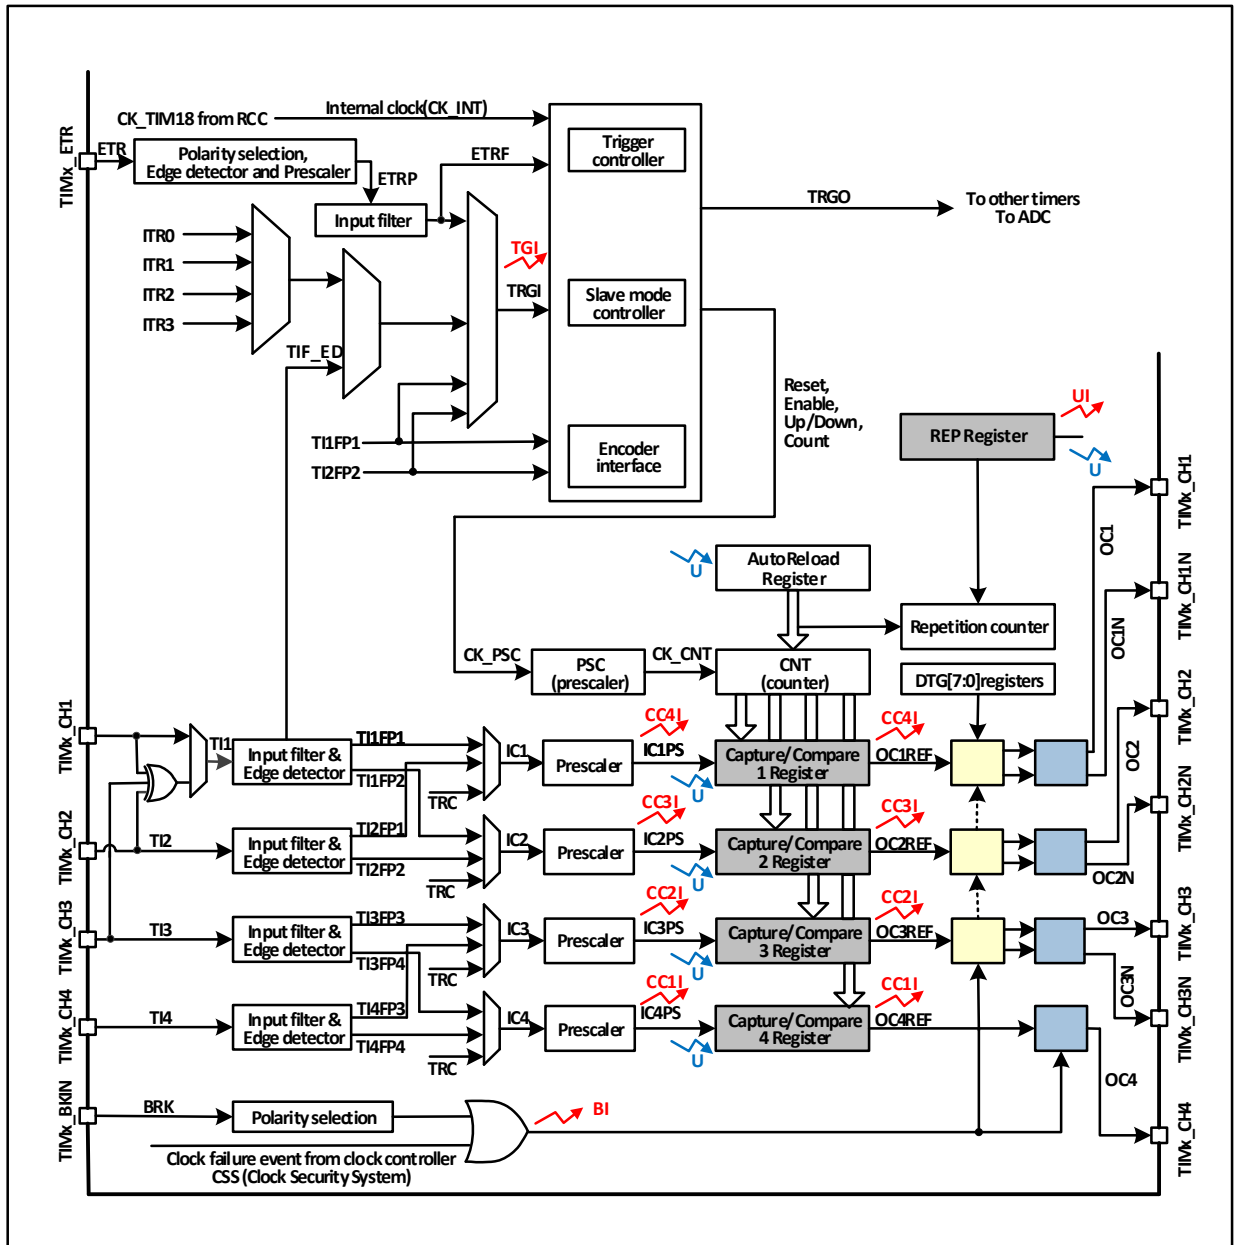 Internal clock(CK_INT)
CK_TIM18 from RCC
TIMx_ETR
ETR
Polarity selection,
Edge detector and Prescaler
ETRP
ETRF
Input filter
Trigger
controller
TRGO
To other timers
To ADC
ITR0
ITR1
ITR2
ITR3
TGI
TRGI
Slave mode
controller
TIF_ED
Reset,
Enable,
Up/Down,
Count
TI1FP1
TI2FP2
Encoder
interface
UI
REP Register
U
TIMx_CH1
OC1
U
AutoReload
Register
Repetition counter
TIMx_CH1N
OC1N
CK_PSC
PSC
(prescaler)
CK_CNT
CNT
(counter)
DTG[7:0]registers
TIMx_CH1
TI1
Input filter &
Edge detector
TI1FP1
TI1FP2
TRC
IC1
Prescaler
CC4I
IC1PS
U
Capture/Compare
1 Register
CC4I
OC1REF
TIMx_CH2
OC2
TIMx_CH2
TI2
Input filter &
Edge detector
TI2FP1
TI2FP2
TRC
IC2
Prescaler
CC3I
IC2PS
U
Capture/Compare
2 Register
CC3I
OC2REF
OC2N
TIMx_CH2N
TIMx_CH3
TI3
Input filter &
Edge detector
TI3FP3
TI3FP4
TRC
IC3
Prescaler
CC2I
IC3PS
U
Capture/Compare
3 Register
CC2I
OC3REF
OC3
TIMx_CH3
OC3N
TIMx_CH3N
TIMx_CH4
TI4
Input filter &
Edge detector
TI4FP3
TI4FP4
TRC
IC4
Prescaler
CC1I
IC4PS
U
Capture/Compare
4 Register
CC1I
OC4REF
OC4
TIMx_CH4
TIMx_BKIN
BRK
Polarity selection
BI
Clock failure event from clock controller
CSS (Clock Security System)